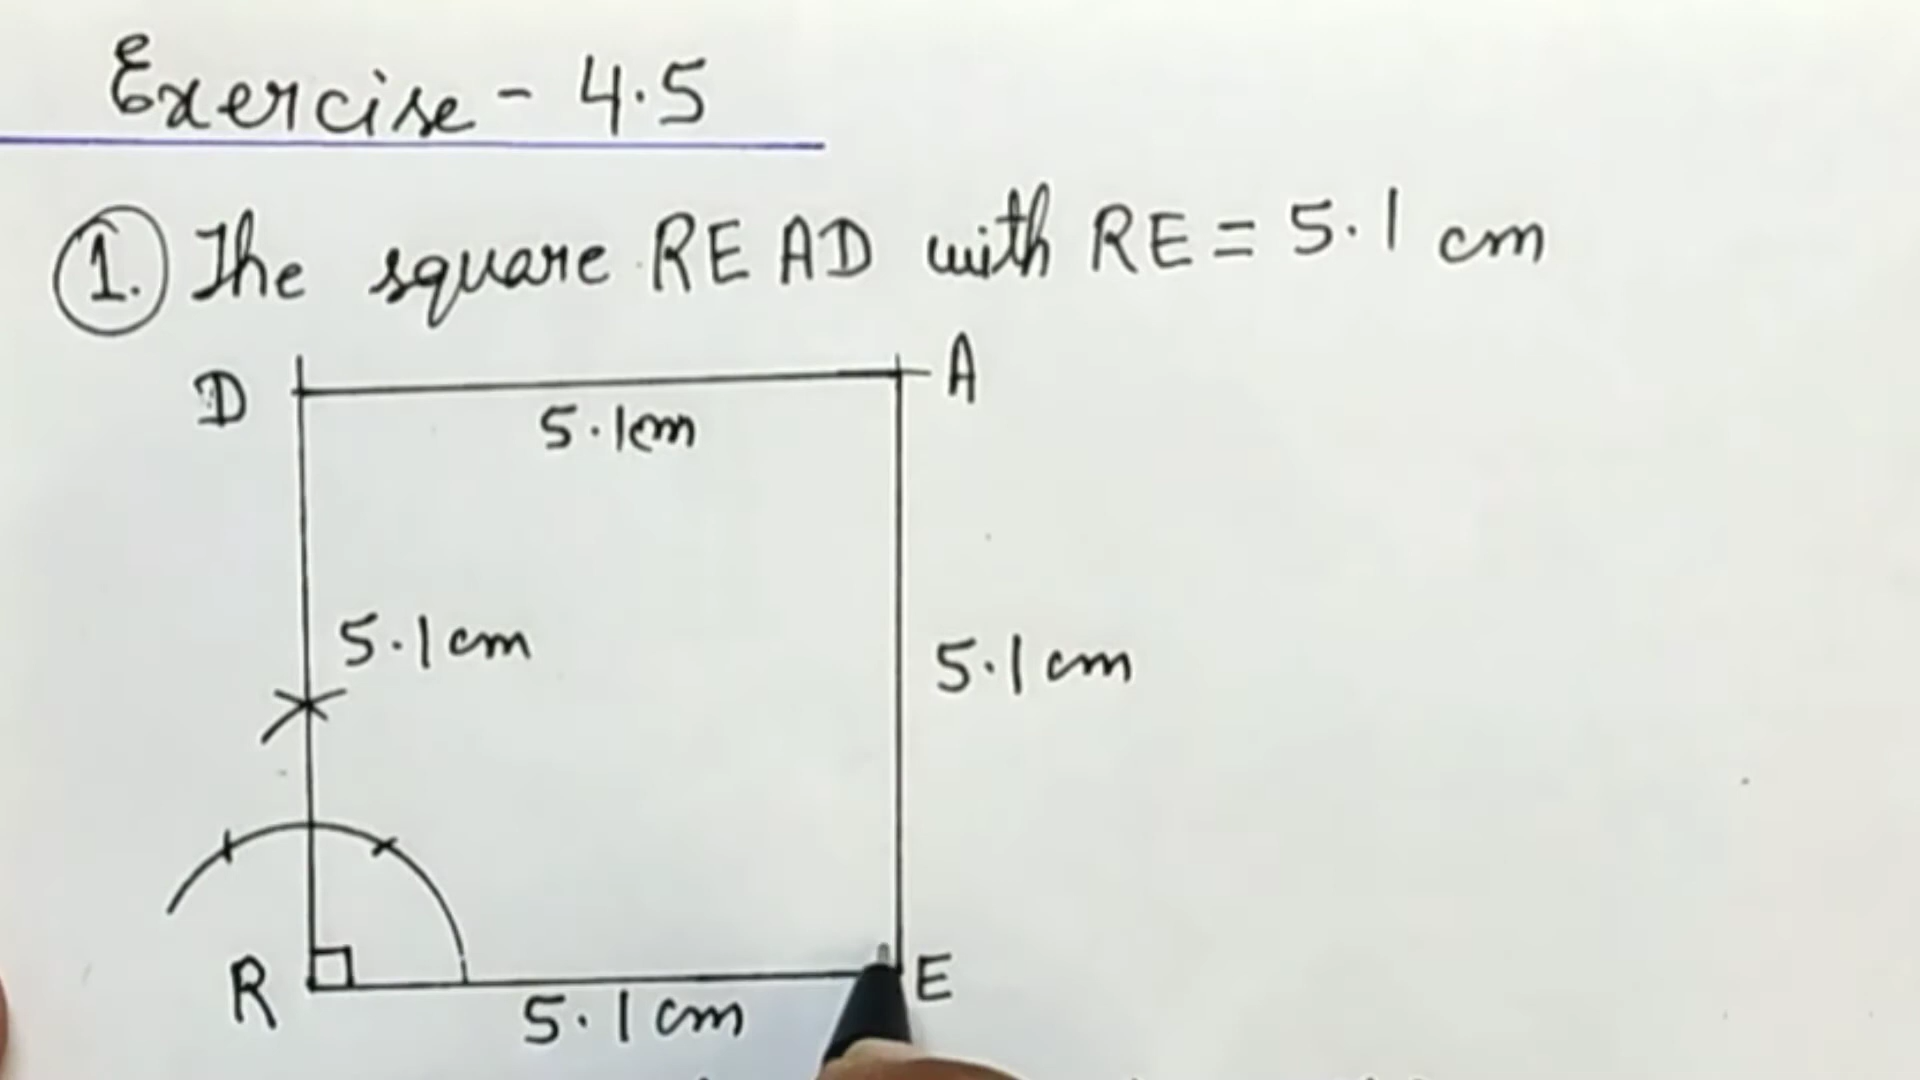 Exercise - 4.5
1. The square READ with RE = 5.1 cm
D A
5.1cm
5.1cm
5.1cm
R E
5.1cm